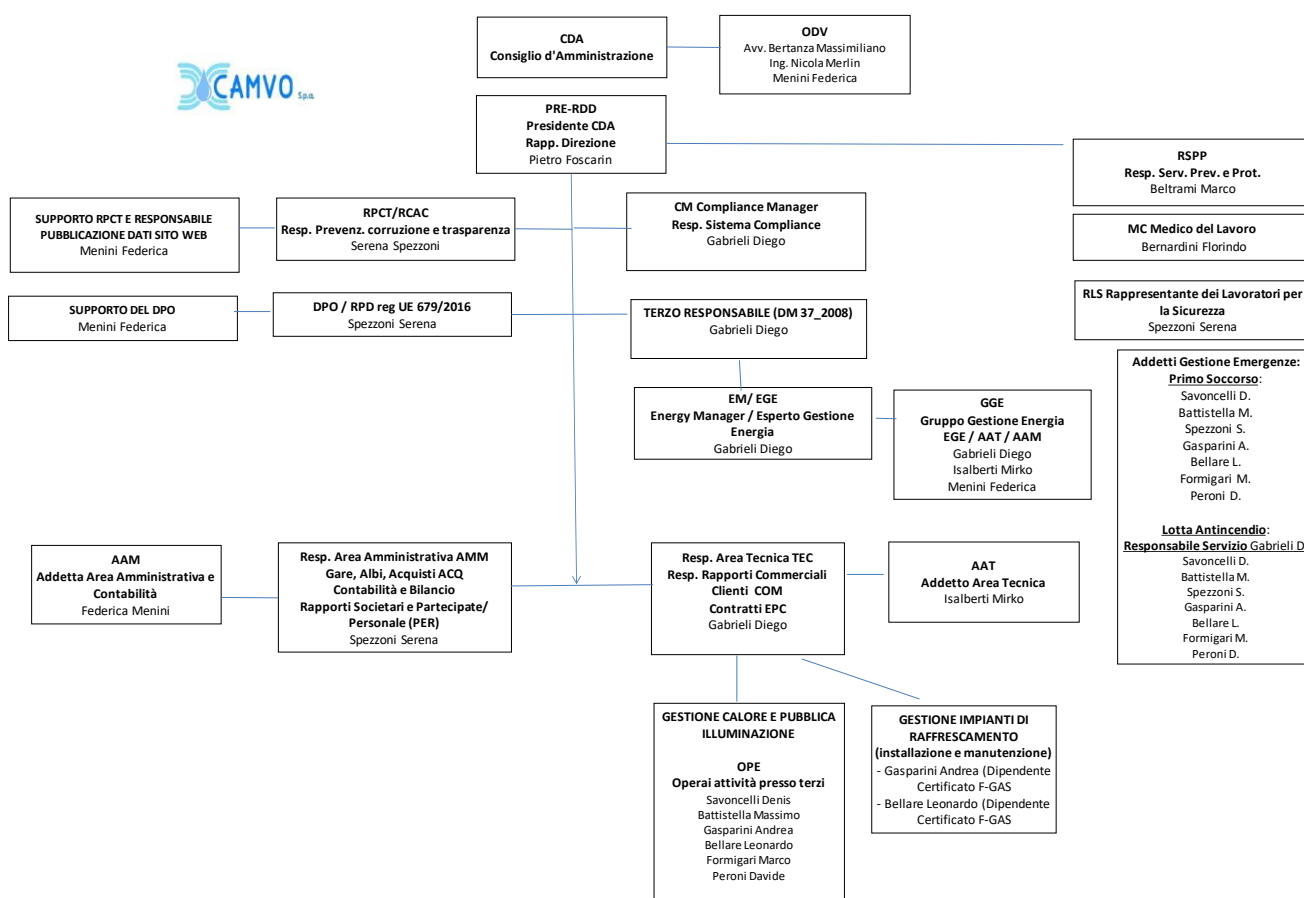 CDA
Consiglio d'Amministrazione
ODV
Avv. Bertanza Massimiliano
Ing. Nicola Merlin
Menini Federica
CAMVO S.p.a.
PRE-RDD
Presidente CDA
Rapp. Direzione
Pietro Foscarin
RSPP
Resp. Serv. Prev. e Prot.
Beltrami Marco
SUPPORTO RPCT E RESPONSABILE
PUBBLICAZIONE DATI SITO WEB
Menini Federica
RPCT/RCAC
Resp. Prevenz. corruzione e trasparenza
Serena Spezzoni
CM Compliance Manager
Resp. Sistema Compliance
Gabrieli Diego
MC Medico del Lavoro
Bernardini Florindo
SUPPORTO DEL DPO
Menini Federica
DPO / RPD reg UE 679/2016
Spezzoni Serena
TERZO RESPONSABILE (DM 37_2008)
Gabrieli Diego
RLS Rappresentante dei Lavoratori per
la Sicurezza
Spezzoni Serena
EM/ EGE
Energy Manager / Esperto Gestione
Energia
Gabrieli Diego
GGE
Gruppo Gestione Energia
EGE / AAT / AAM
Gabrieli Diego
Isalberti Mirko
Menini Federica
Addetti Gestione Emergenze:
Primo Soccorso:
Savoncelli D.
Battistella M.
Spezzoni S.
Gasparini A.
Bellare L.
Formigari M.
Peroni D.
Lotta Antincendio:
Responsabile Servizio Gabrieli D
Savoncelli D.
Battistella M.
Spezzoni S.
Gasparini A.
Bellare L.
Formigari M.
Peroni D.
AAM
Addetta Area Amministrativa e
Contabilità
Federica Menini
Resp. Area Amministrativa AMM
Gare, Albi, Acquisti ACQ
Contabilità e Bilancio
Rapporti Societari e Partecipate/
Personale (PER)
Spezzoni Serena
Resp. Area Tecnica TEC
Resp. Rapporti Commerciali
Clienti COM
Contratti EPC
Gabrieli Diego
AAT
Addetto Area Tecnica
Isalberti Mirko
GESTIONE CALORE E PUBBLICA
ILLUMINAZIONE
OPE
Operai attività presso terzi
Savoncelli Denis
Battistella Massimo
Gasparini Andrea
Bellare Leonardo
Formigari Marco
Peroni Davide
GESTIONE IMPIANTI DI
RAFFRESCAMENTO
(installazione e manutenzione)
- Gasparini Andrea (Dipendente
Certificato F-GAS
- Bellare Leonardo (Dipendente
Certificato F-GAS